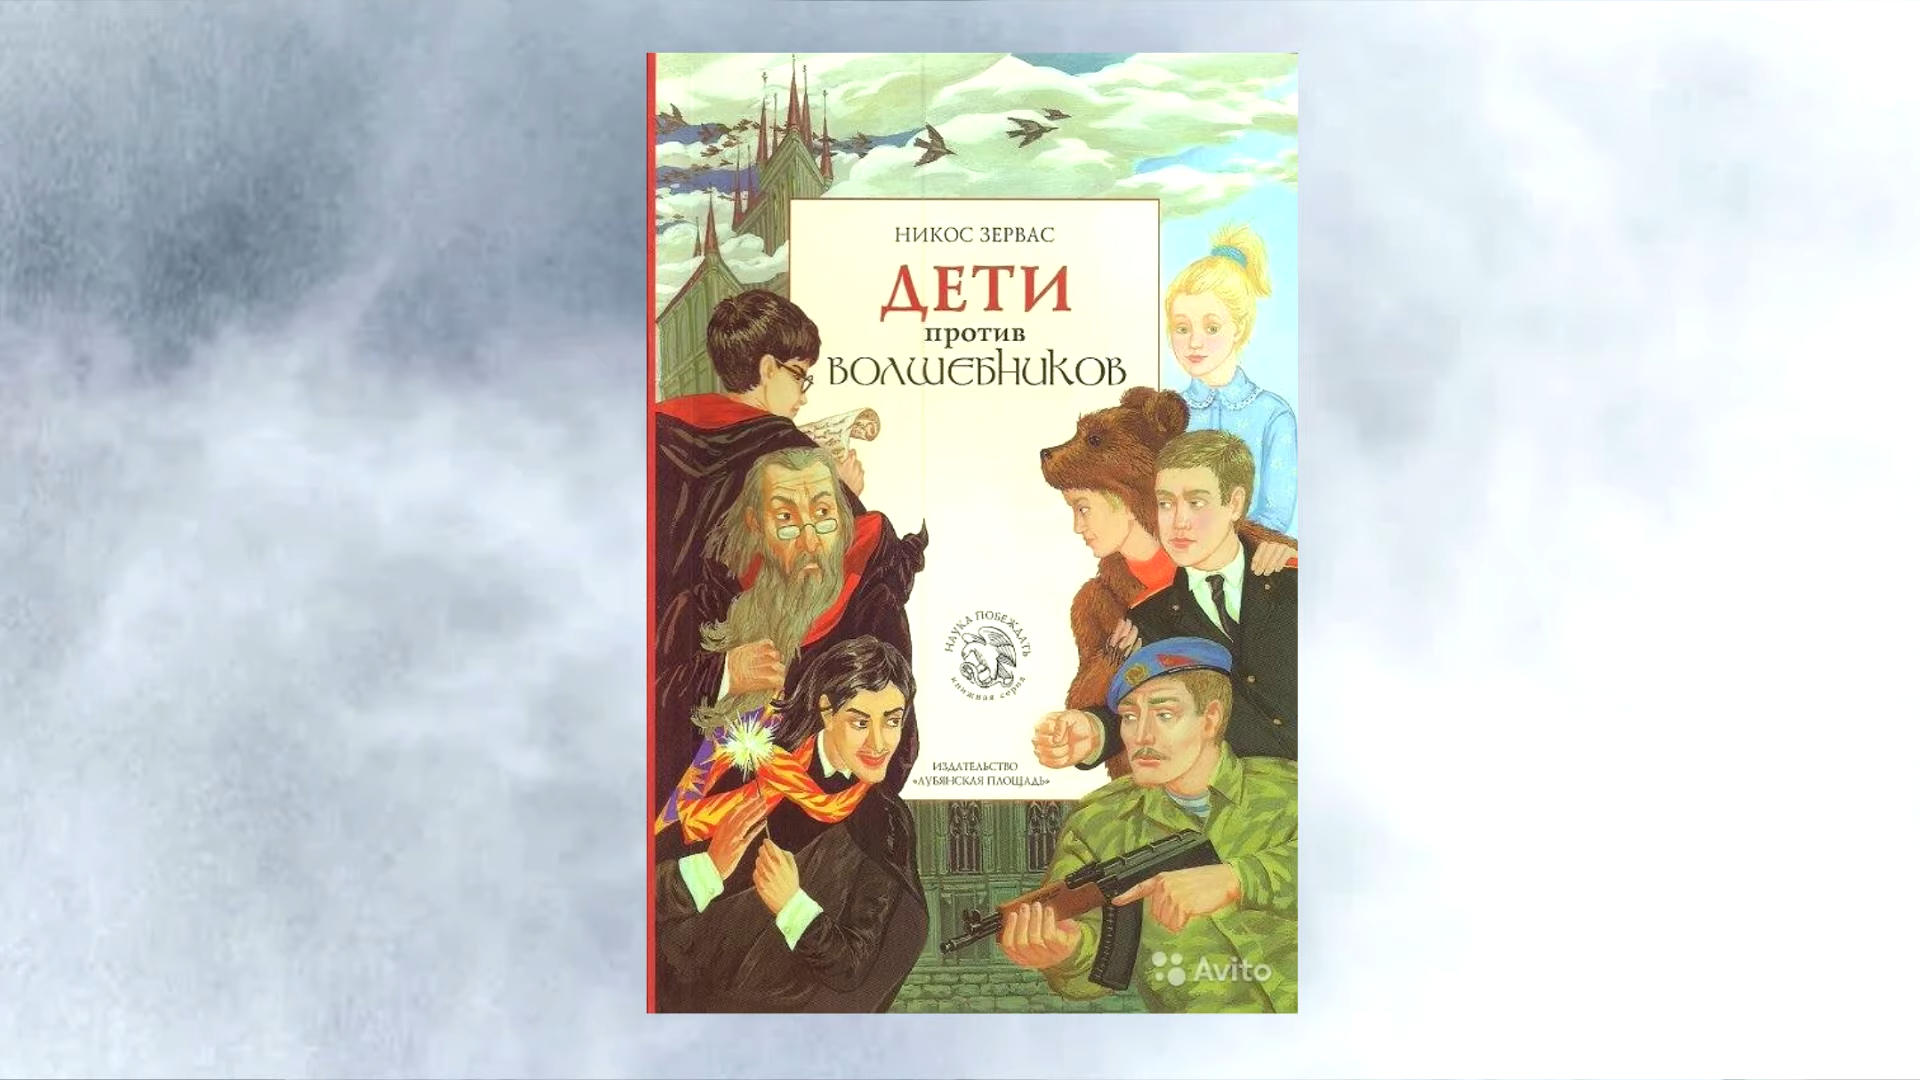 НИКОС ЗЕРВАС
ДЕТИ
против
ВОЛШЕБНИКОВ
НАУКА ПОБЕЖДАТЬ
книжная серия
ИЗДАТЕЛЬСТВО
«ЛУБЯНСКАЯ ПЛОЩАДЬ»
Avito